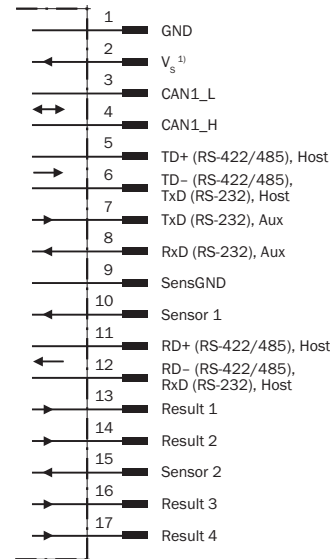 1 GND
2 V_s 1)
3 CAN1_L
4 CAN1_H
5 TD+ (RS-422/485), Host
6 TD– (RS-422/485),
TxD (RS-232), Host
7 TxD (RS-232), Aux
8 RxD (RS-232), Aux
9 SensGND
10 Sensor 1
11 RD+ (RS-422/485), Host
12 RD– (RS-422/485),
RxD (RS-232), Host
13 Result 1
14 Result 2
15 Sensor 2
16 Result 3
17 Result 4